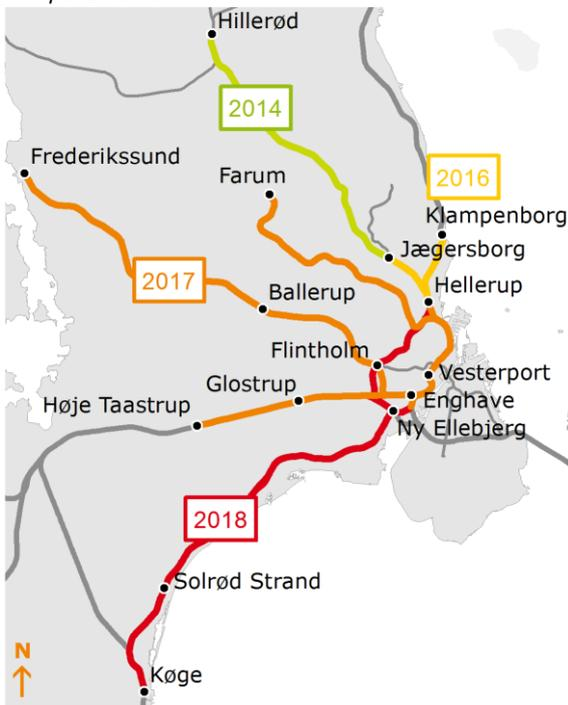 Hillerød
2014
Frederikssund
Farum
2016
Klampenborg
Jægersborg
2017
Ballerup
Hellerup
Flintholm
Vesterport
Glostrup
Enghave
Høje Taastrup
Ny Ellebjerg
2018
Solrød Strand
N
Køge